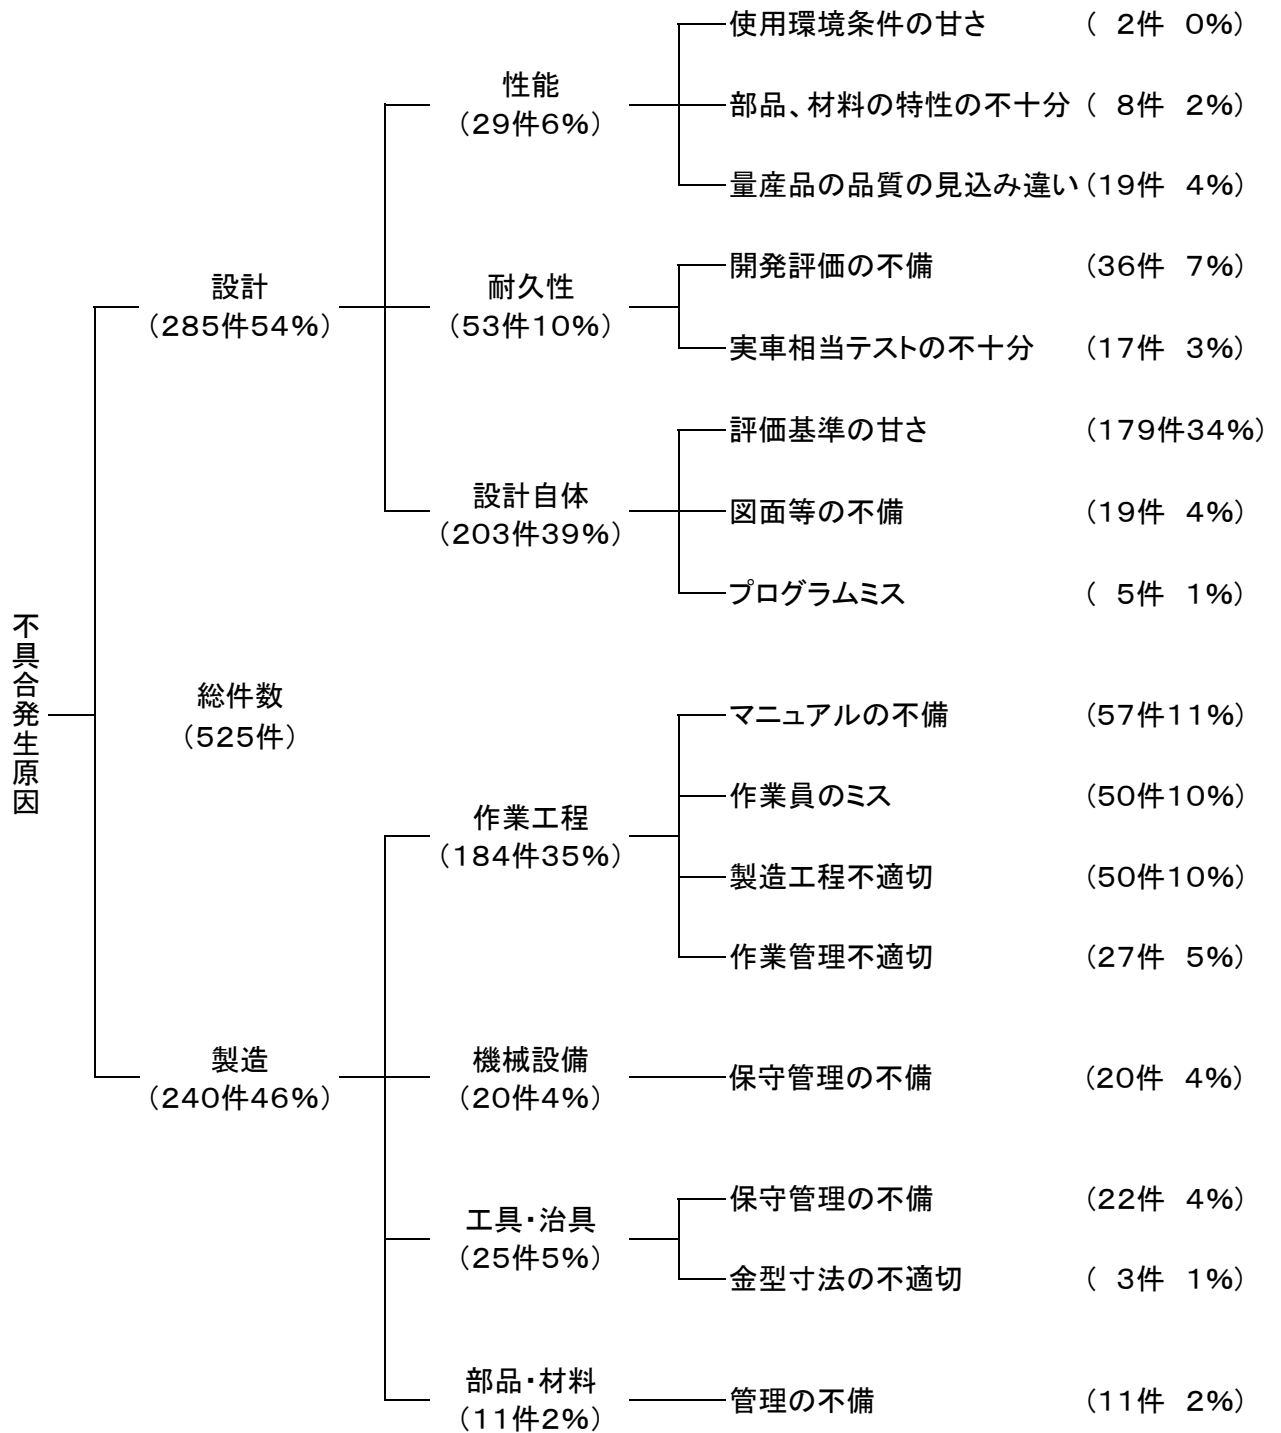 使用環境条件の甘さ （ 2件 0%）
性能
（29件6%）
部品、材料の特性の不十分 （ 8件 2%）
量産品の品質の見込み違い （19件 4%）
開発評価の不備 （36件 7%）
設計
（285件54%）
耐久性
（53件10%）
実車相当テストの不十分 （17件 3%）
評価基準の甘さ （179件34%）
設計自体
（203件39%）
図面等の不備 （19件 4%）
プログラムミス （ 5件 1%）
不具合発生原因
総件数
（525件）
マニュアルの不備 （57件11%）
作業員のミス （50件10%）
作業工程
（184件35%）
製造工程不適切 （50件10%）
作業管理不適切 （27件 5%）
製造
（240件46%）
機械設備
（20件4%）
保守管理の不備 （20件 4%）
保守管理の不備 （22件 4%）
工具・治具
（25件5%）
金型寸法の不適切 （ 3件 1%）
部品・材料
（11件2%）
管理の不備 （11件 2%）